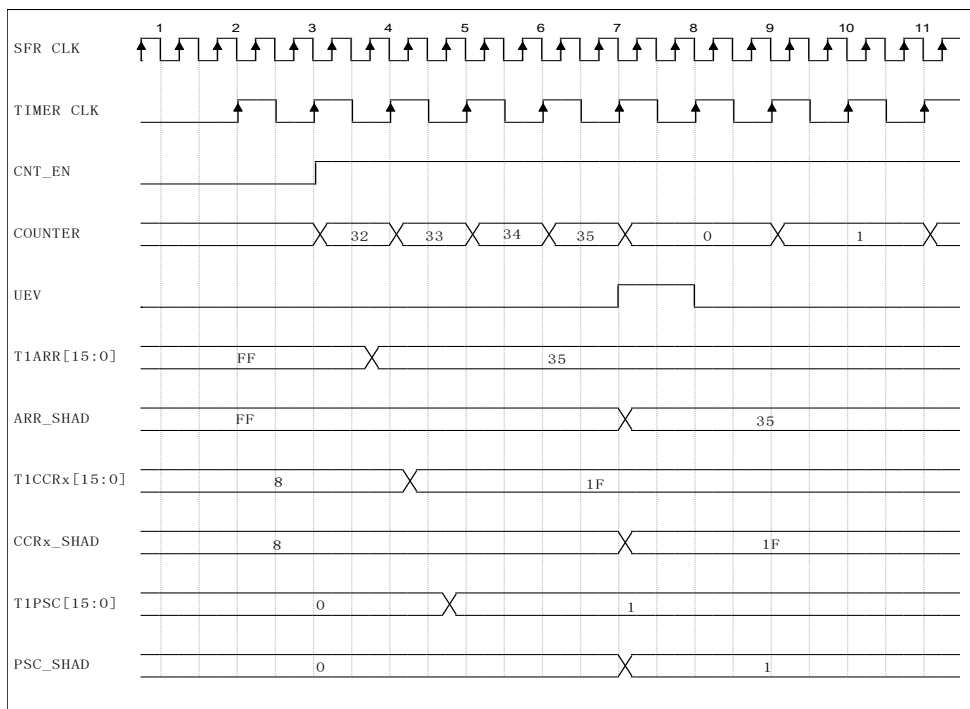 1 2 3 4 5 6 7 8 9 10 11
SFR CLK
TIMER CLK
CNT_EN
COUNTER 32 33 34 35 0 1
UEV
T1ARR[15:0] FF 35
ARR_SHAD FF 35
T1CCRx[15:0] 8 1F
CCRx_SHAD 8 1F
T1PSC[15:0] 0 1
PSC_SHAD 0 1